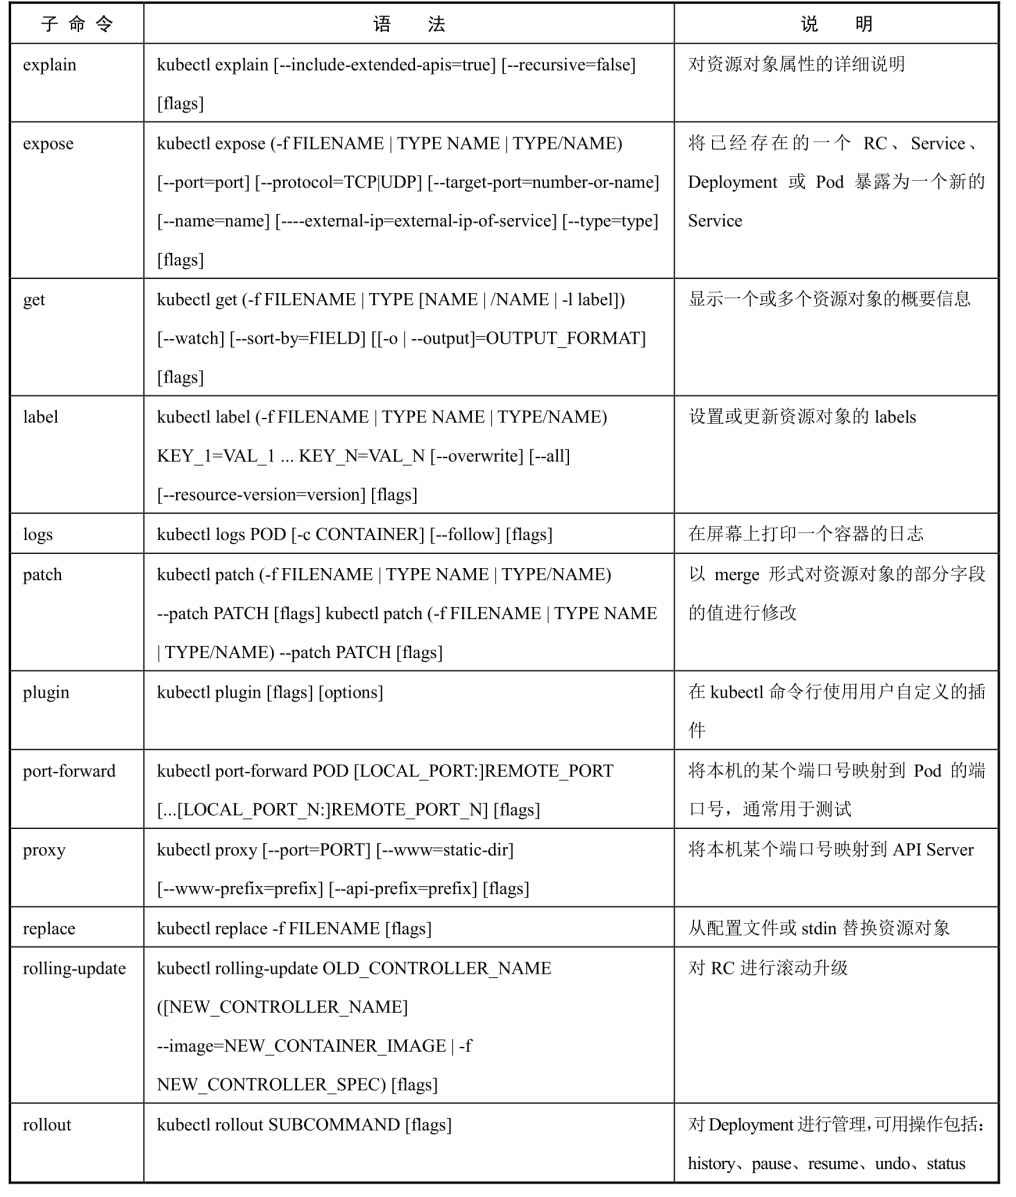 子 命 令 语 法 说 明
explain kubectl explain [--include-extended-apis=true] [--recursive=false] 对资源对象属性的详细说明
[flags]
expose kubectl expose (-f FILENAME | TYPE NAME | TYPE/NAME) 将已经存在的一个 RC、Service、
[--port=port] [--protocol=TCP|UDP] [--target-port=number-or-name] Deployment 或 Pod 暴露为一个新的
[--name=name] [----external-ip=external-ip-of-service] [--type=type] Service
[flags]
get kubectl get (-f FILENAME | TYPE [NAME | /NAME | -l label]) 显示一个或多个资源对象的概要信息
[--watch] [--sort-by=FIELD] [[-o | --output]=OUTPUT_FORMAT]
[flags]
label kubectl label (-f FILENAME | TYPE NAME | TYPE/NAME) 设置或更新资源对象的 labels
KEY_1=VAL_1 ... KEY_N=VAL_N [--overwrite] [--all]
[--resource-version=version] [flags]
logs kubectl logs POD [-c CONTAINER] [--follow] [flags] 在屏幕上打印一个容器的日志
patch kubectl patch (-f FILENAME | TYPE NAME | TYPE/NAME) 以 merge 形式对资源对象的部分字段
--patch PATCH [flags] kubectl patch (-f FILENAME | TYPE NAME 的值进行修改
| TYPE/NAME) --patch PATCH [flags]
plugin kubectl plugin [flags] [options] 在 kubectl 命令行使用用户自定义的插
件
port-forward kubectl port-forward POD [LOCAL_PORT:]REMOTE_PORT 将本机的某个端口号映射到 Pod 的端
[...[LOCAL_PORT_N:]REMOTE_PORT_N] [flags] 口号，通常用于测试
proxy kubectl proxy [--port=PORT] [--www=static-dir] 将本机某个端口号映射到 API Server
[--www-prefix=prefix] [--api-prefix=prefix] [flags]
replace kubectl replace -f FILENAME [flags] 从配置文件或 stdin 替换资源对象
rolling-update kubectl rolling-update OLD_CONTROLLER_NAME 对 RC 进行滚动升级
([NEW_CONTROLLER_NAME]
--image=NEW_CONTAINER_IMAGE | -f
NEW_CONTROLLER_SPEC) [flags]
rollout kubectl rollout SUBCOMMAND [flags] 对 Deployment 进行管理，可用操作包括：
history、pause、resume、undo、status